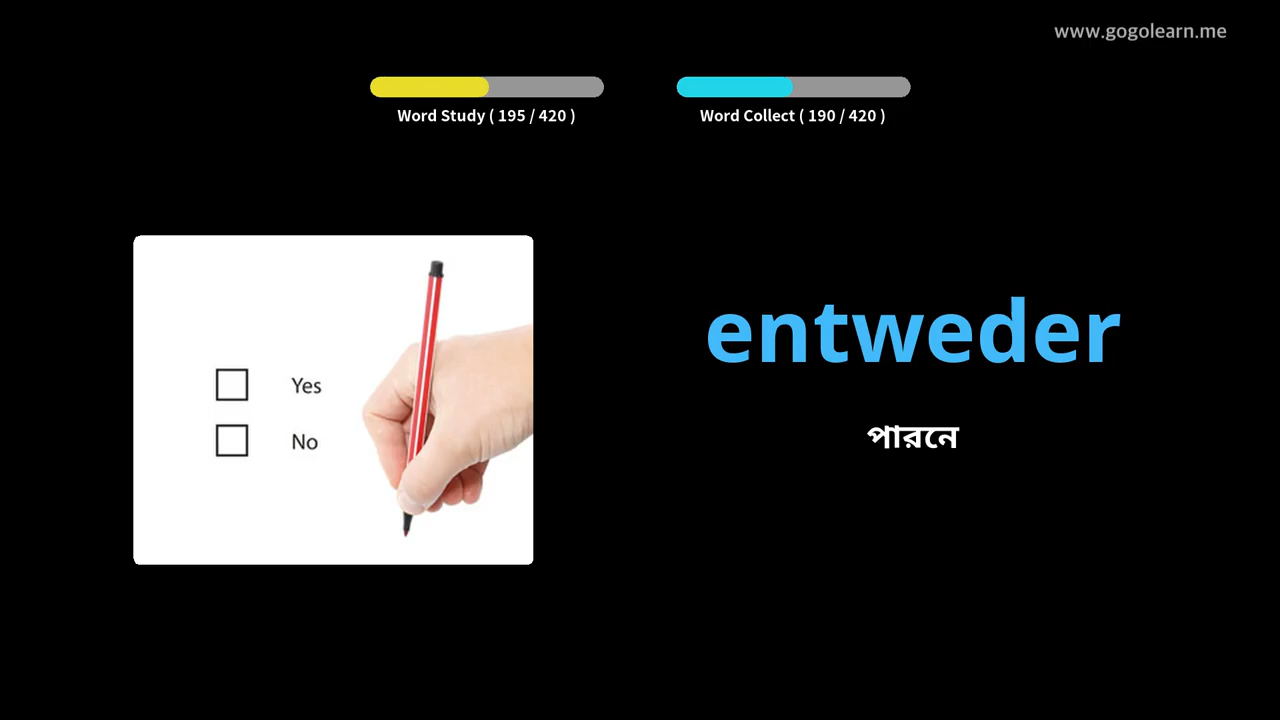 www.gogolearn.me
Word Study ( 195 / 420 )
Word Collect ( 190 / 420 )
Yes
No
entweder
পারনে